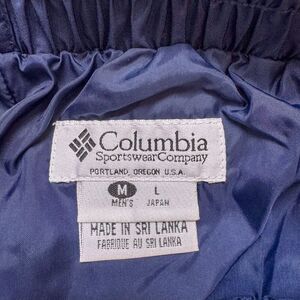 Columbia
SportswearCompany
PORTLAND, OREGON U.S.A.
M L
MEN'S JAPAN
MADE IN SRI LANKA
FABRIQUE AU SRI LANKA